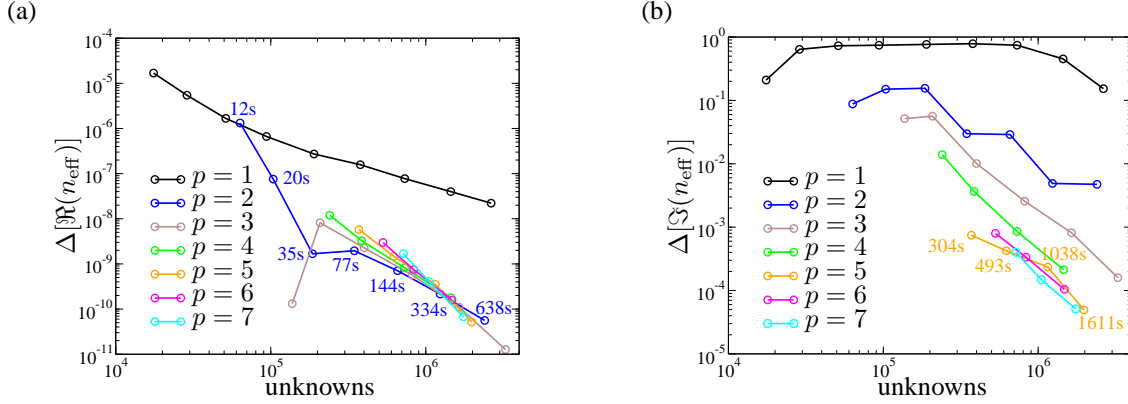 (a)
Δ[ℜ(n_eff)]
10^-4
10^-5
10^-6
10^-7
10^-8
10^-9
10^-10
10^-11
12s
20s
35s
77s
144s
334s
638s
p = 1
p = 2
p = 3
p = 4
p = 5
p = 6
p = 7
10^4
10^5
10^6
unknowns
(b)
Δ[ℑ(n_eff)]
10^0
10^-1
10^-2
10^-3
10^-4
10^-5
p = 1
p = 2
p = 3
p = 4
p = 5
p = 6
p = 7
304s
493s
1038s
1611s
10^4
10^5
10^6
unknowns